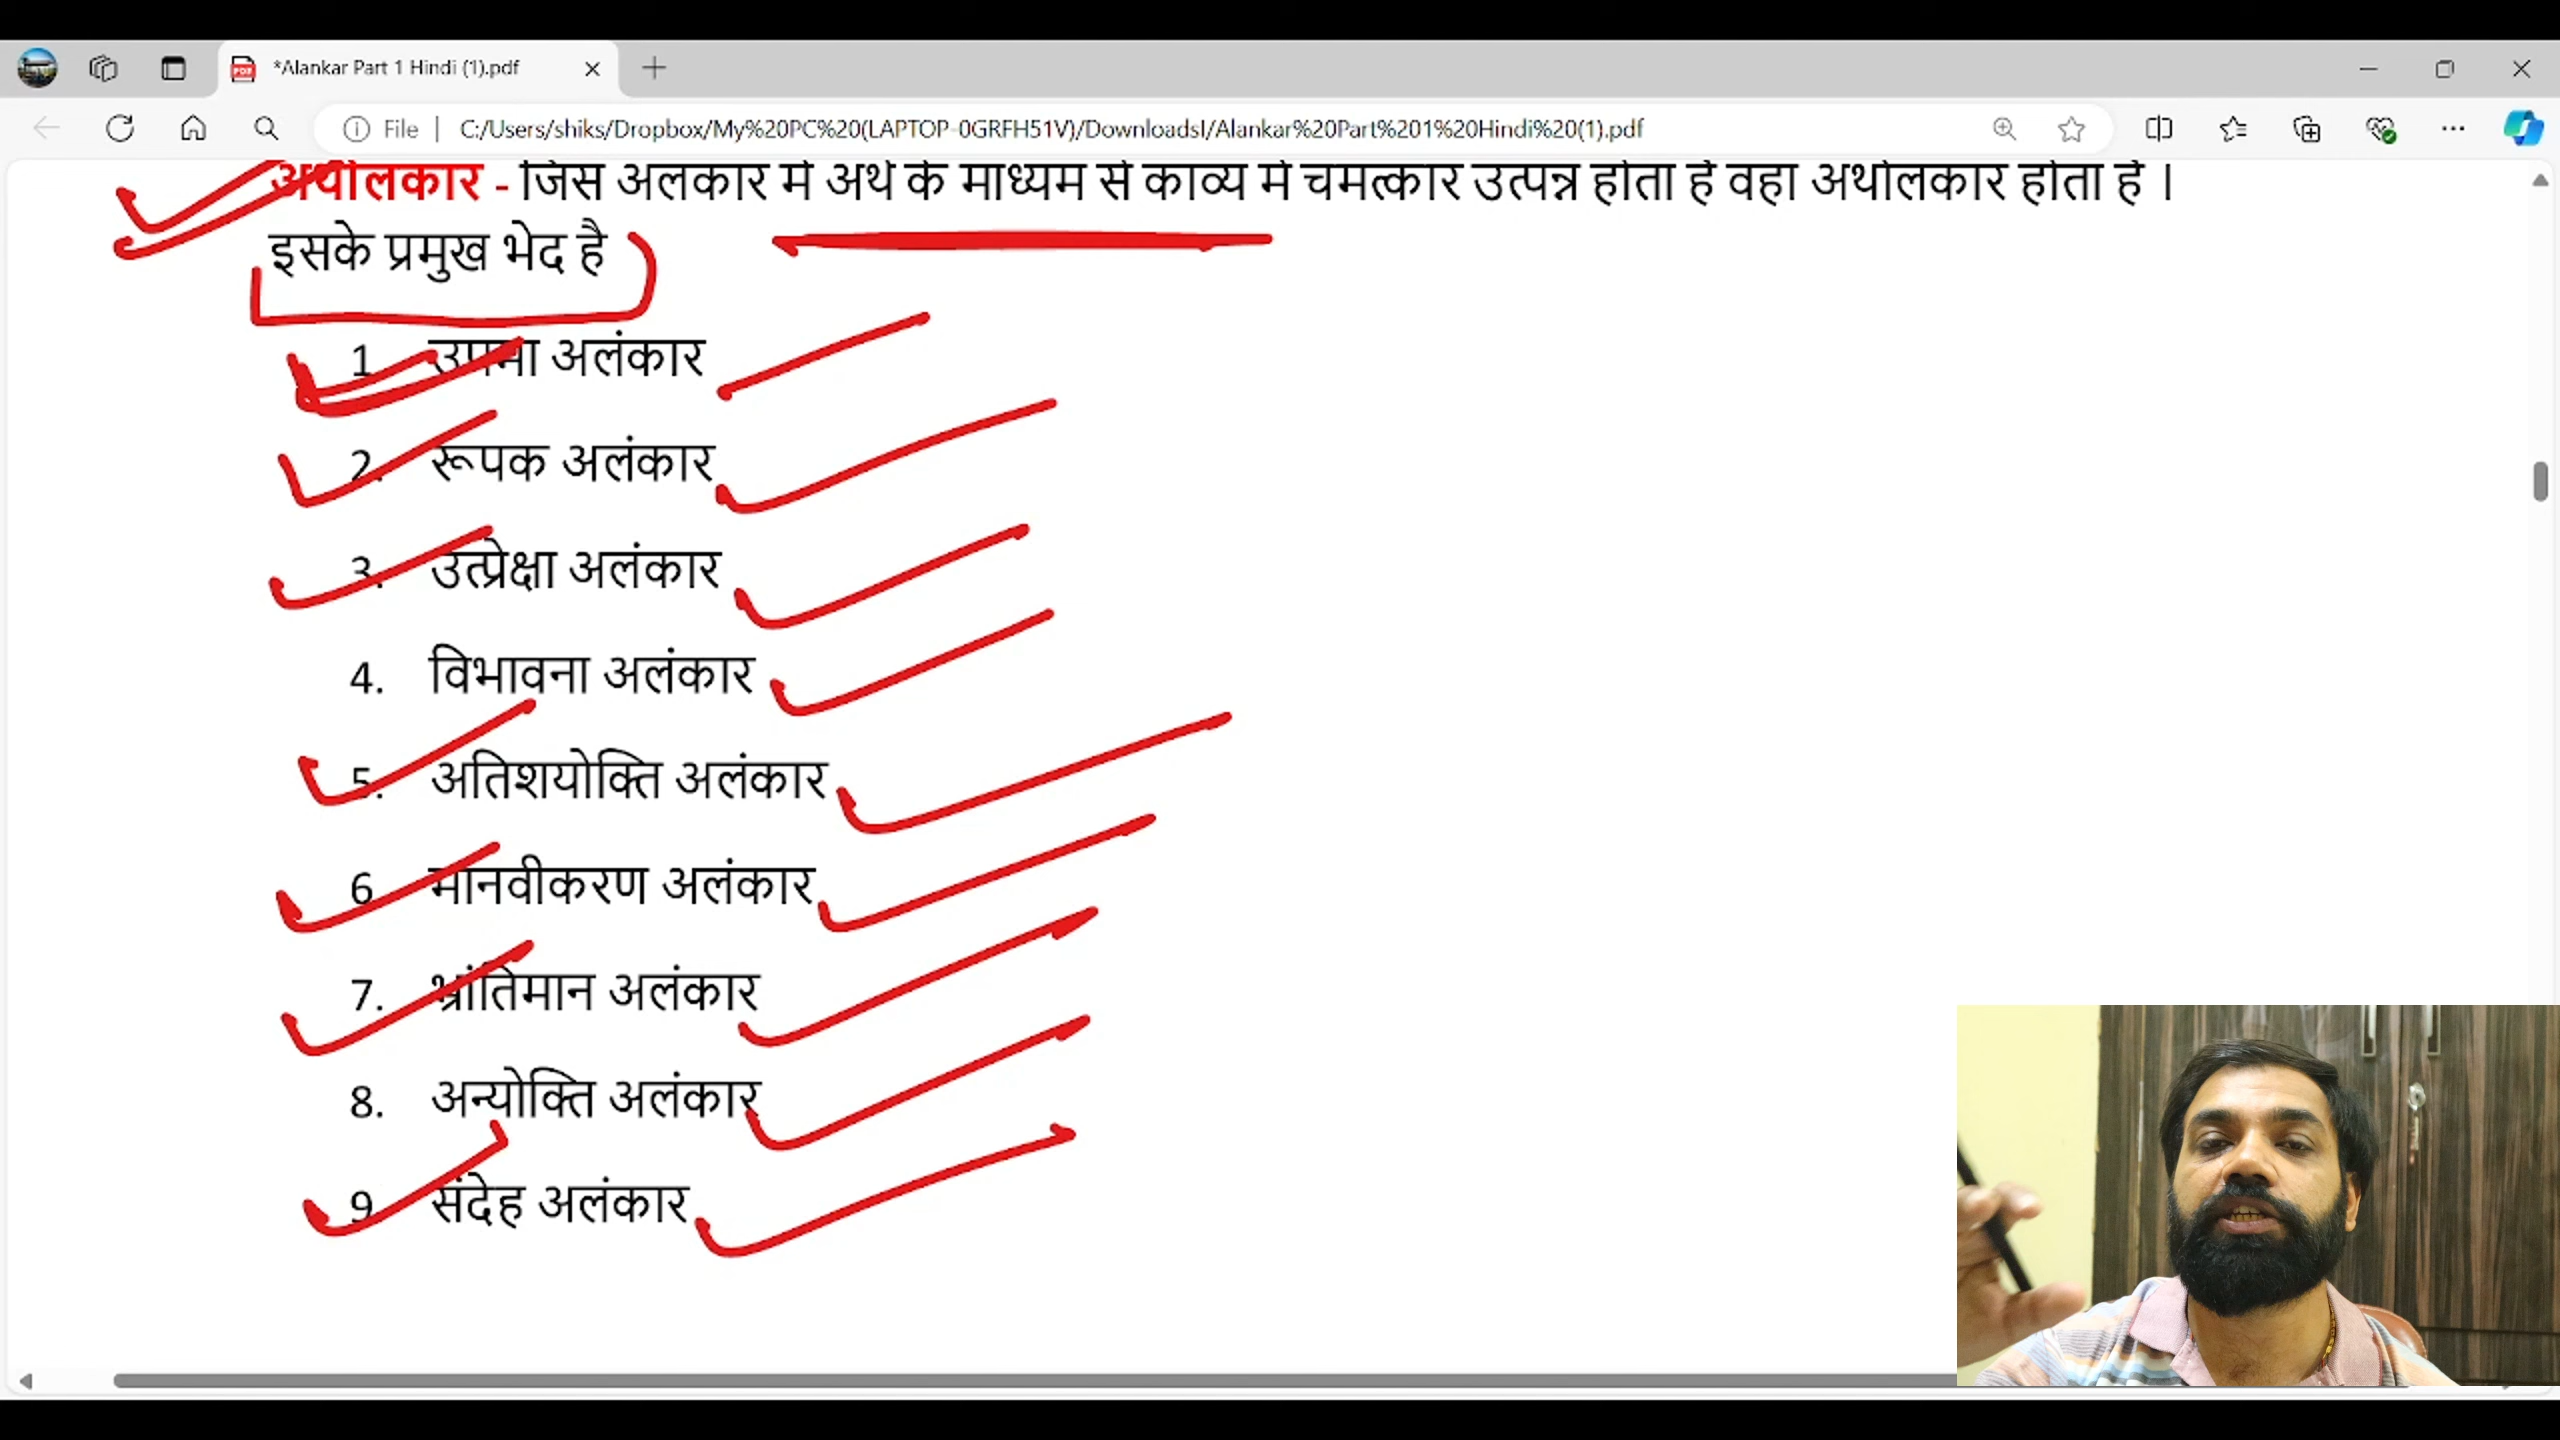 *Alankar Part 1 Hindi (1).pdf
File
C:/Users/shiks/Dropbox/My%20PC%20(LAPTOP-0GRFH51V)/DownloadsI/Alankar%20Part%201%20Hindi%20(1).pdf
अर्थालंकार - जिस अलंकार में अर्थ के माध्यम से काव्य में चमत्कार उत्पन्न होता है वहां अर्थालंकार होता है ।
इसके प्रमुख भेद है
1. उपमा अलंकार
2. रूपक अलंकार
3. उत्प्रेक्षा अलंकार
4. विभावना अलंकार
5. अतिशयोक्ति अलंकार
6. मानवीकरण अलंकार
7. भ्रांतिमान अलंकार
8. अन्योक्ति अलंकार
9. संदेह अलंकार